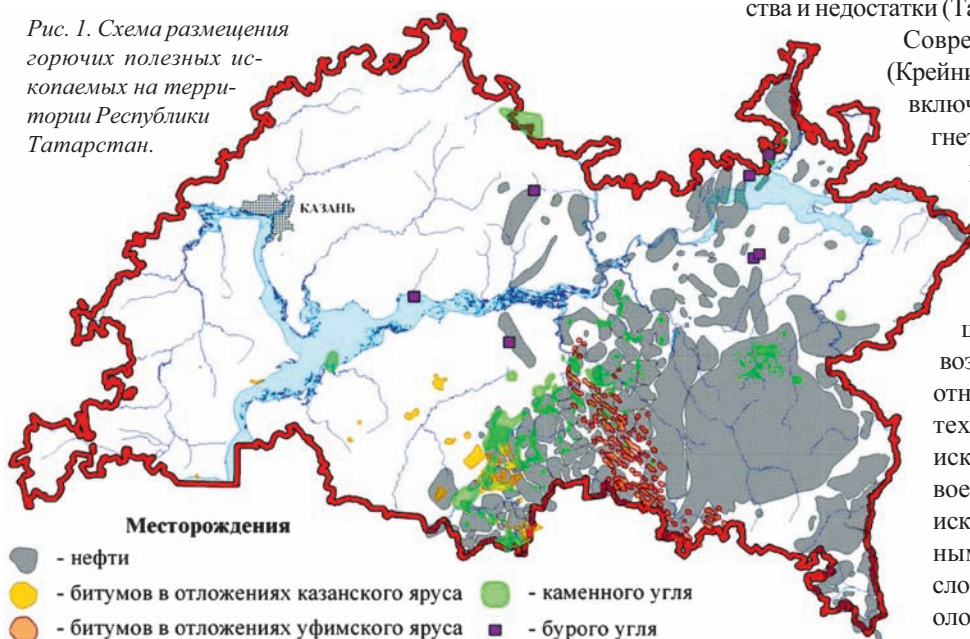 Рис. 1. Схема размещения
горючих полезных ис-
копаемых на терри-
тории Республики
Татарстан.
КАЗАНЬ
Месторождения
- нефти
- битумов в отложениях казанского яруса
- битумов в отложениях уфимского яруса
- каменного угля
- бурого угля
ства и недостатки (Та
Совре
(Крейни
включ
гнет
воз
отн
тех
иск
вое
иск
ным
сло
оло